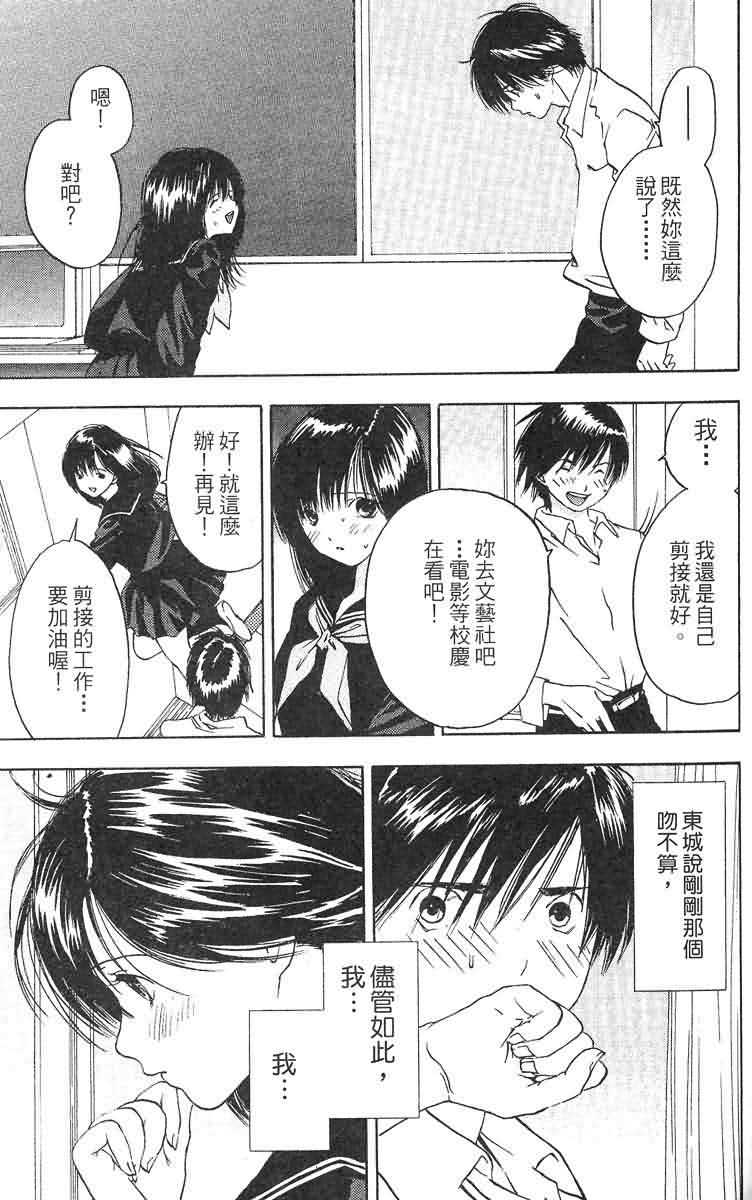 —
既然妳這麼
說了……
嗯!
對吧?
我…
我還是自己
剪接就好。
妳去文藝社吧
…電影等校慶
在看吧!
好!就這麼
辦!再見!
剪接的工作…
要加油喔!
東城說剛剛那個
吻不算,
儘管如此,
我…
我…